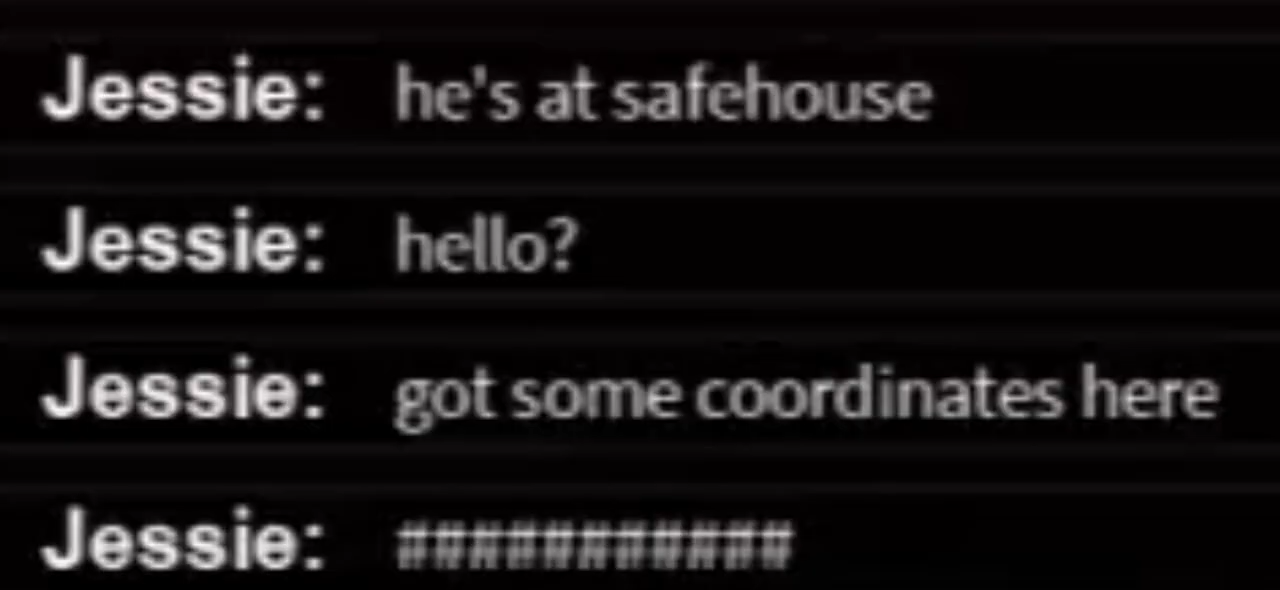 Jessie: he's at safehouse
Jessie: hello?
Jessie: got some coordinates here
Jessie: ###########